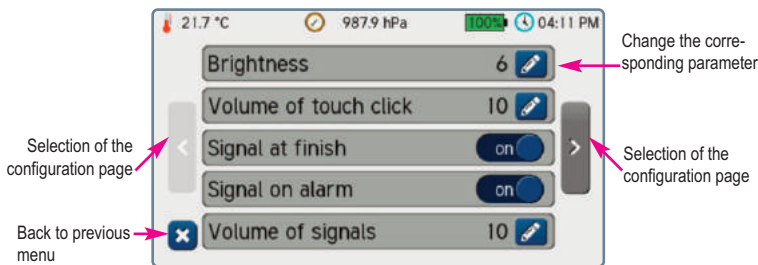 21.7 °C 987.9 hPa 100% 04:11 PM
Brightness 6
Change the corre-
sponding parameter
Volume of touch click 10
Selection of the
configuration page
<
Signal at finish on
>
Selection of the
configuration page
Signal on alarm on
Back to previous
menu
Volume of signals 10